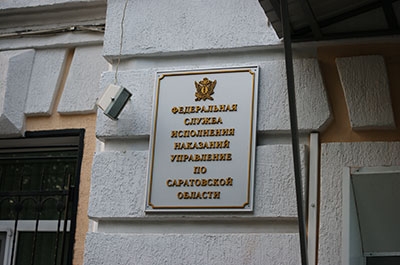 ФЕДЕРАЛЬНАЯ
СЛУЖБА
ИСПОЛНЕНИЯ
НАКАЗАНИЙ
УПРАВЛЕНИЕ
ПО
САРАТОВСКОЙ
ОБЛАСТИ